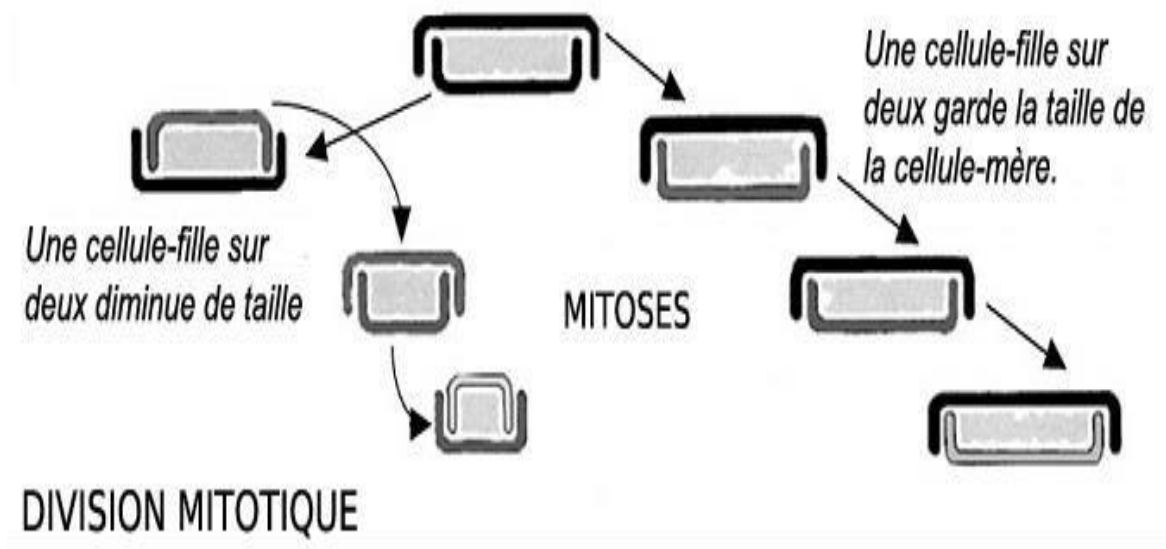 Une cellule-fille sur
deux garde la taille de
la cellule-mère.
Une cellule-fille sur
deux diminue de taille
MITOSES
DIVISION MITOTIQUE